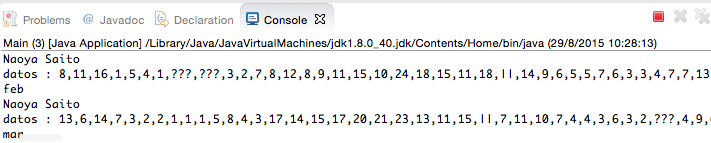 Problems Javadoc Declaration Console
Main (3) [Java Application] /Library/Java/JavaVirtualMachines/jdk1.8.0_40.jdk/Contents/Home/bin/java (29/8/2015 10:28:13)
Naoya Saito
datos : 8,11,16,1,5,4,1,???,???,3,2,7,8,12,8,9,11,15,10,24,18,15,11,18,||,14,9,6,5,5,7,6,3,3,4,7,7,13
feb
Naoya Saito
datos : 13,6,14,7,3,2,2,1,1,1,5,8,4,3,17,14,15,17,20,21,23,13,11,15,||,7,11,10,7,4,4,3,6,3,2,???,4,9,
mar